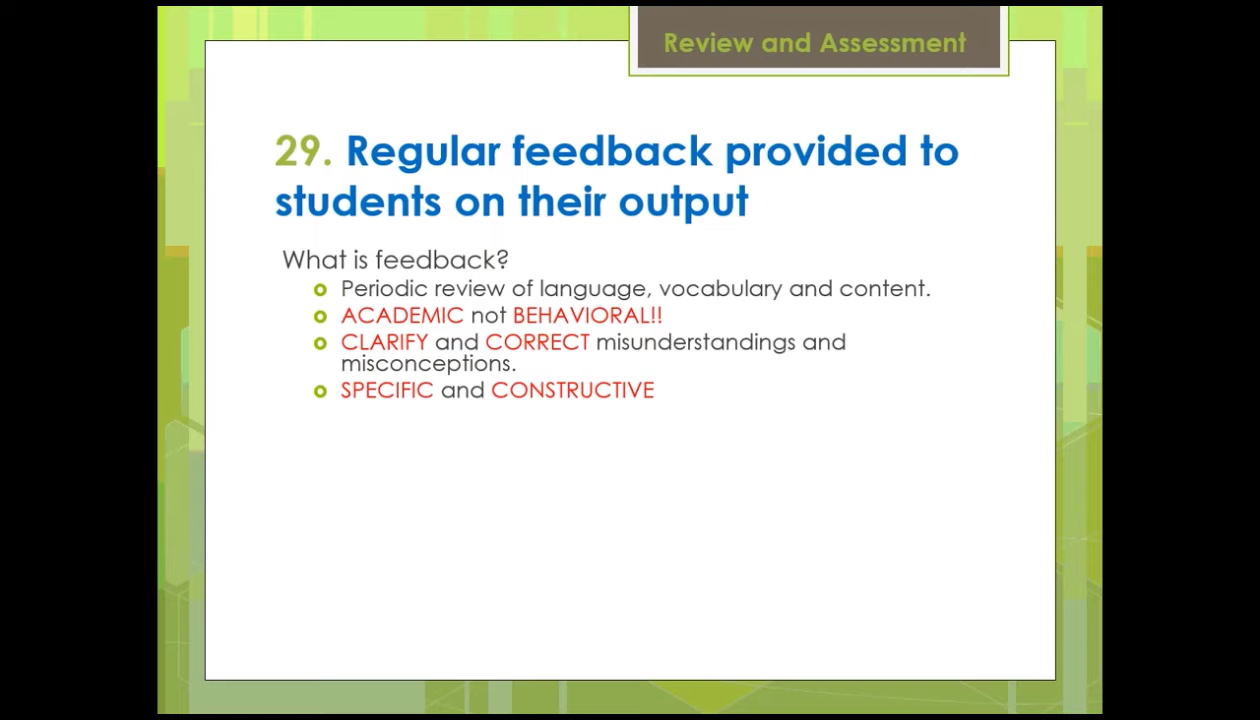 Review and Assessment
29. Regular feedback provided to
students on their output
What is feedback?
Periodic review of language, vocabulary and content.
ACADEMIC not BEHAVIORAL!!
CLARIFY and CORRECT misunderstandings and
misconceptions.
SPECIFIC and CONSTRUCTIVE